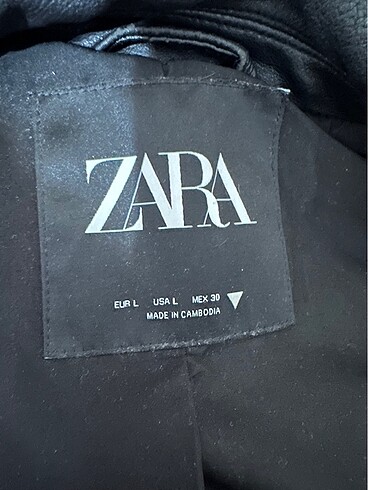 ZARA
EUR L USA L MEX 30
MADE IN CAMBODIA